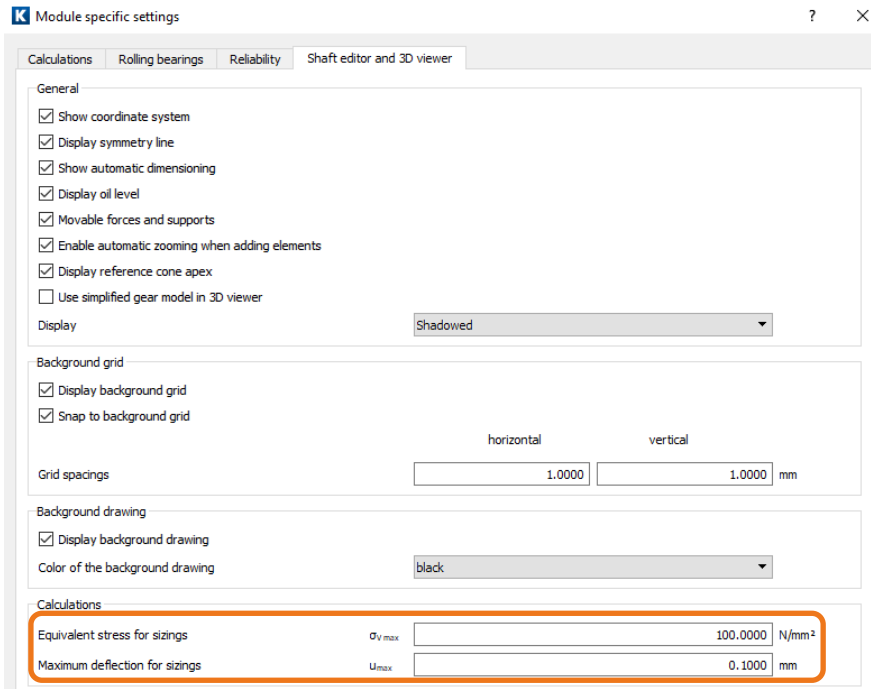 K Module specific settings ? ×
Calculations Rolling bearings Reliability Shaft editor and 3D viewer
General
Show coordinate system
Display symmetry line
Show automatic dimensioning
Display oil level
Movable forces and supports
Enable automatic zooming when adding elements
Display reference cone apex
Use simplified gear model in 3D viewer
Display Shadowed
Background grid
Display background grid
Snap to background grid
horizontal vertical
Grid spacings 1.0000 1.0000 mm
Background drawing
Display background drawing
Color of the background drawing black
Calculations
Equivalent stress for sizings σV max 100.0000 N/mm²
Maximum deflection for sizings umax 0.1000 mm